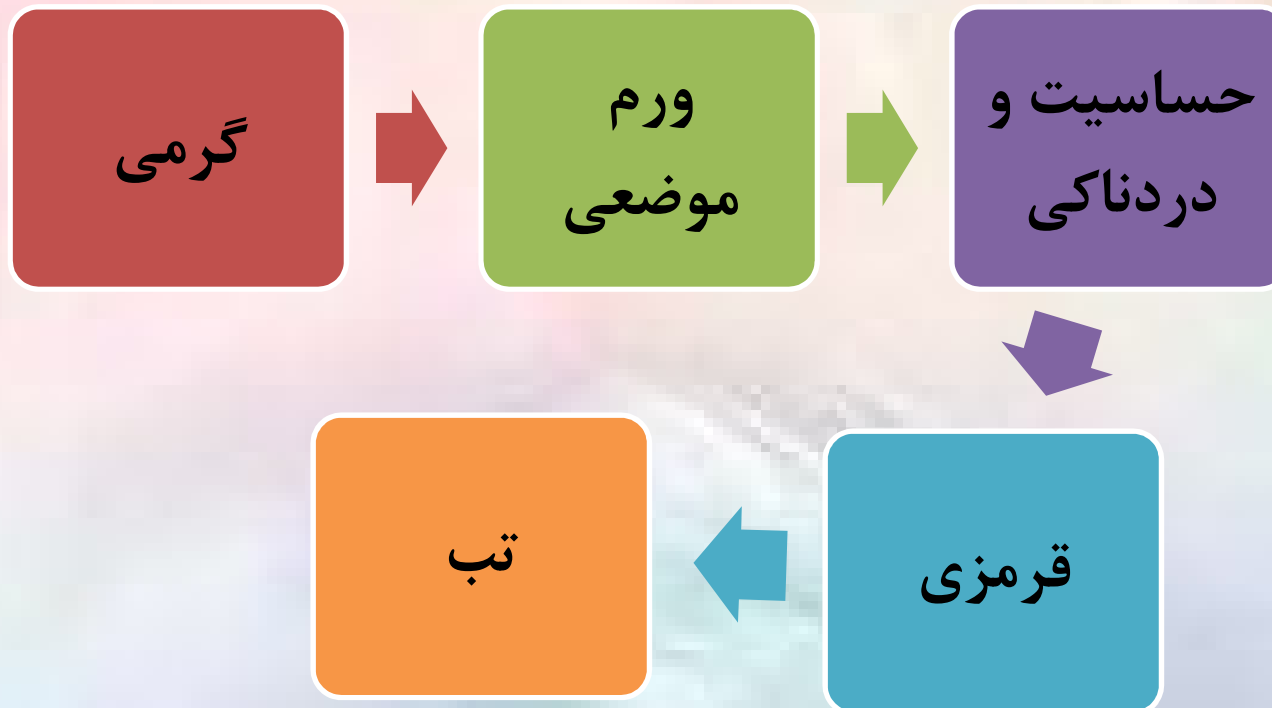 گرمی
ورم
موضعی
حساسیت و
دردناکی
قرمزی
تب